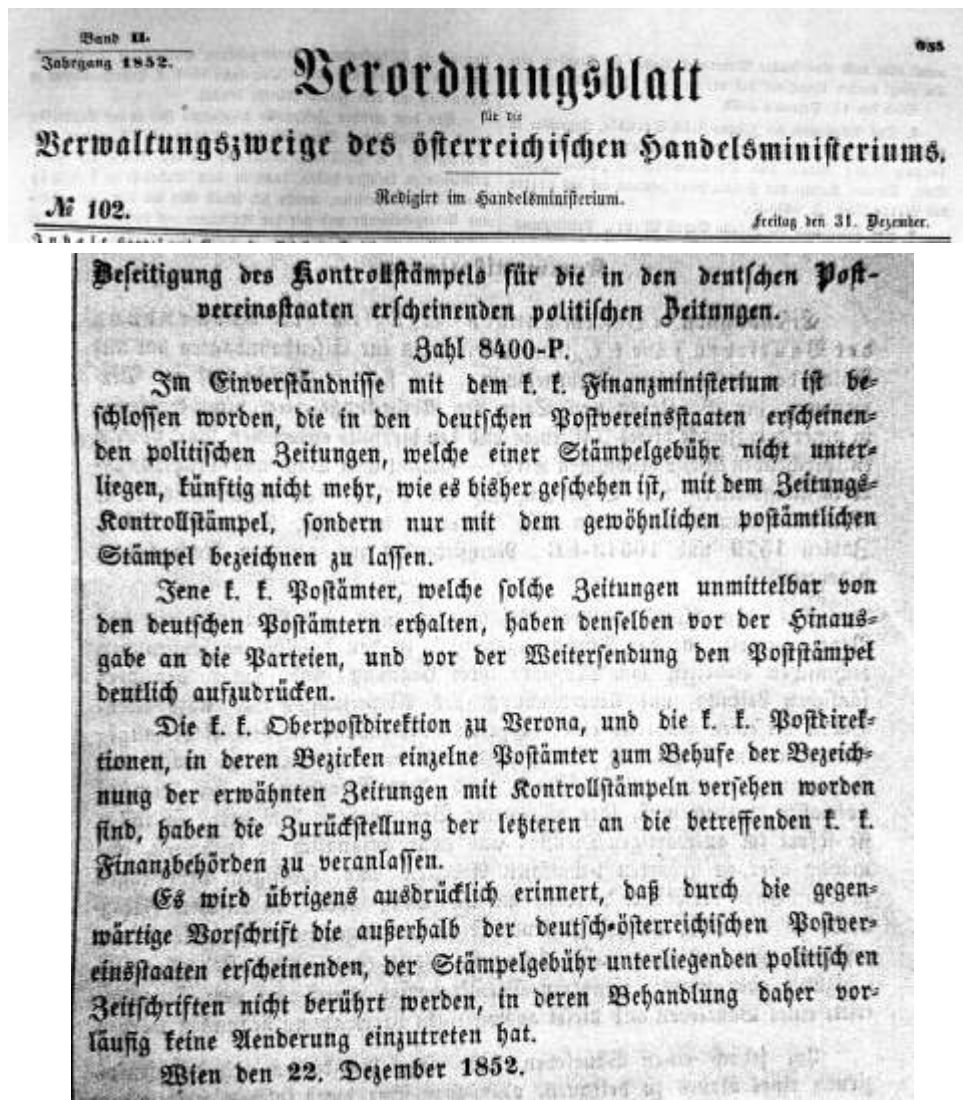 Band II.
Jahrgang 1852.
Verordnungsblatt
für die
Verwaltungszweige des österreichischen Handelsministeriums.
Redigirt im Handelsministerium.
№ 102.
Freitag den 31. Dezember.
Beseitigung des Kontrollstämpels für die in den deutschen Post-
vereinsstaaten erscheinenden politischen Zeitungen.
Zahl 8400-P.
Im Einverständnisse mit dem k. k. Finanzministerium ist be-
schlossen worden, die in den deutschen Postvereinsstaaten erscheinen-
den politischen Zeitungen, welche einer Stämpelgebühr nicht unter-
liegen, künftig nicht mehr, wie es bisher geschehen ist, mit dem Zeitungs-
Kontrollstämpel, sondern nur mit dem gewöhnlichen postämtlichen
Stämpel bezeichnen zu lassen.
Jene k. k. Postämter, welche solche Zeitungen unmittelbar von
den deutschen Postämtern erhalten, haben denselben vor der Hinaus-
gabe an die Parteien, und vor der Weitersendung den Poststämpel
deutlich aufzudrücken.
Die k. k. Oberpostdirektion zu Verona, und die k. k. Postdirek-
tionen, in deren Bezirken einzelne Postämter zum Behufe der Bezeich-
nung der erwähnten Zeitungen mit Kontrollstämpeln versehen worden
sind, haben die Zurückstellung der letzteren an die betreffenden k. k.
Finanzbehörden zu veranlassen.
Es wird übrigens ausdrücklich erinnert, daß durch die gegen-
wärtige Vorschrift die außerhalb der deutsch-österreichischen Postver-
einsstaaten erscheinenden, der Stämpelgebühr unterliegenden politischen
Zeitschriften nicht berührt werden, in deren Behandlung daher vor-
läufig keine Aenderung einzutreten hat.
Wien den 22. Dezember 1852.